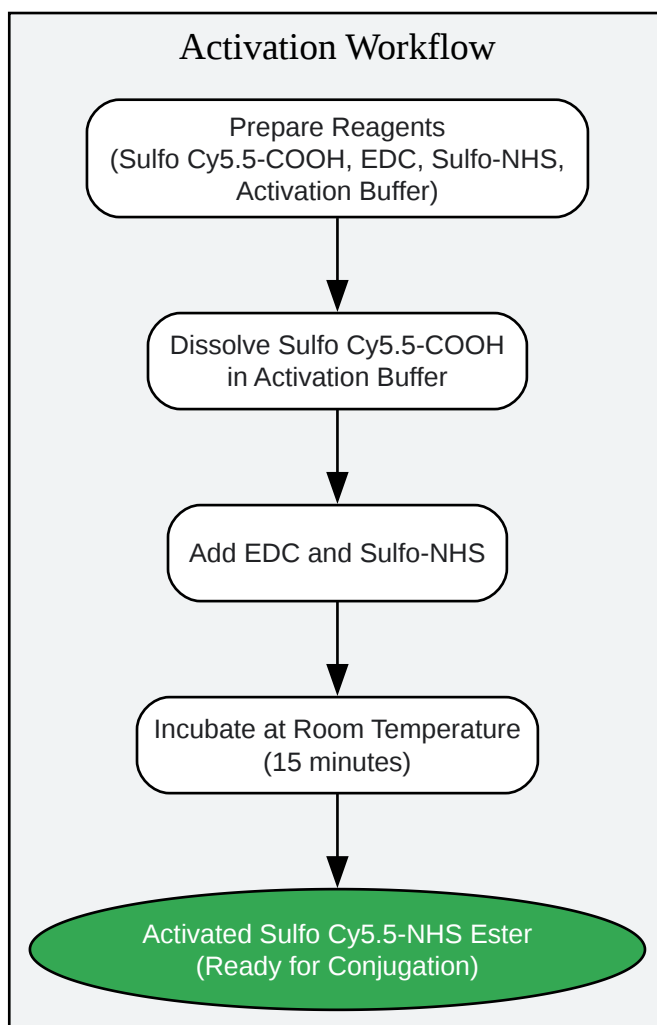 Activation Workflow
Prepare Reagents
(Sulfo Cy5.5-COOH, EDC, Sulfo-NHS,
Activation Buffer)
Dissolve Sulfo Cy5.5-COOH
in Activation Buffer
Add EDC and Sulfo-NHS
Incubate at Room Temperature
(15 minutes)
Activated Sulfo Cy5.5-NHS Ester
(Ready for Conjugation)